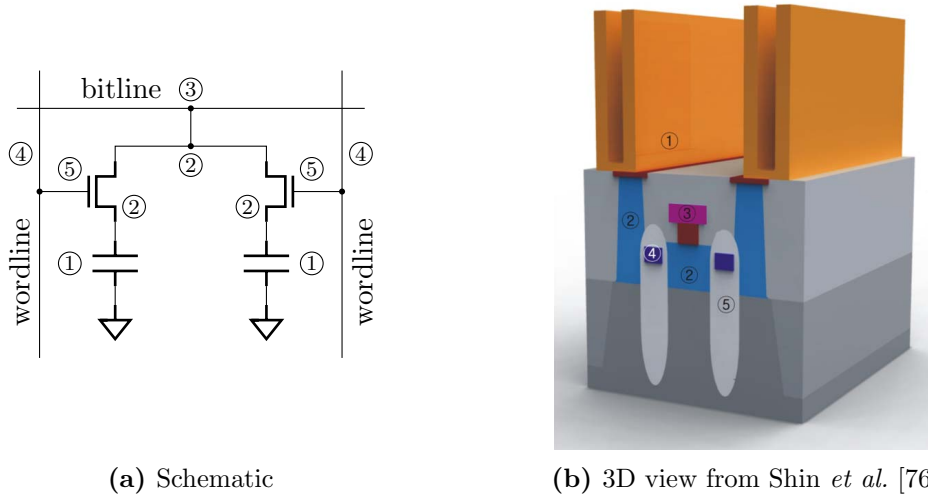 bitline ③
④ ④
⑤ ② ⑤
② ②
① ①
wordline wordline
(a) Schematic
①
② ③
④ ②
⑤
(b) 3D view from Shin et al. [76